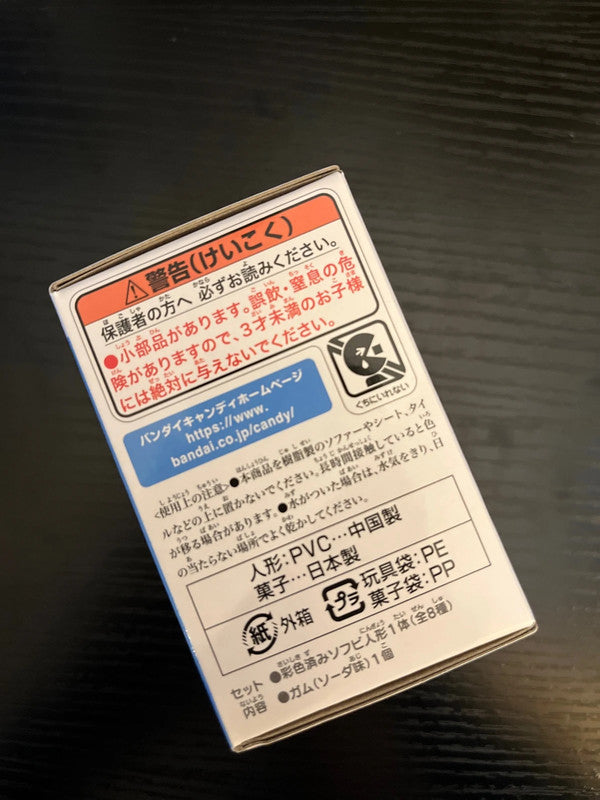 ⚠警告(けいこく)
保護者の方へ 必ずお読みください。
●小部品があります。誤飲・窒息の危
険がありますので、3才未満のお子様
には絶対に与えないでください。
くちにいれない
バンダイキャンディホームページ
https://www.
bandai.co.jp/candy/
<使用上の注意>●本商品を樹脂製のソファーやシート、タイ
ルなどの上に置かないでください。長時間接触していると色
が移る場合があります。●水がついた場合は、水気をきり、日
の当たらない場所でよく乾かしてください。
人形:PVC…中国製
菓子…日本製
紙 外箱
プラ 玩具袋:PE
菓子袋:PP
セット内容 ●彩色済みソフビ人形1体(全8種)
●ガム(ソーダ味)1個